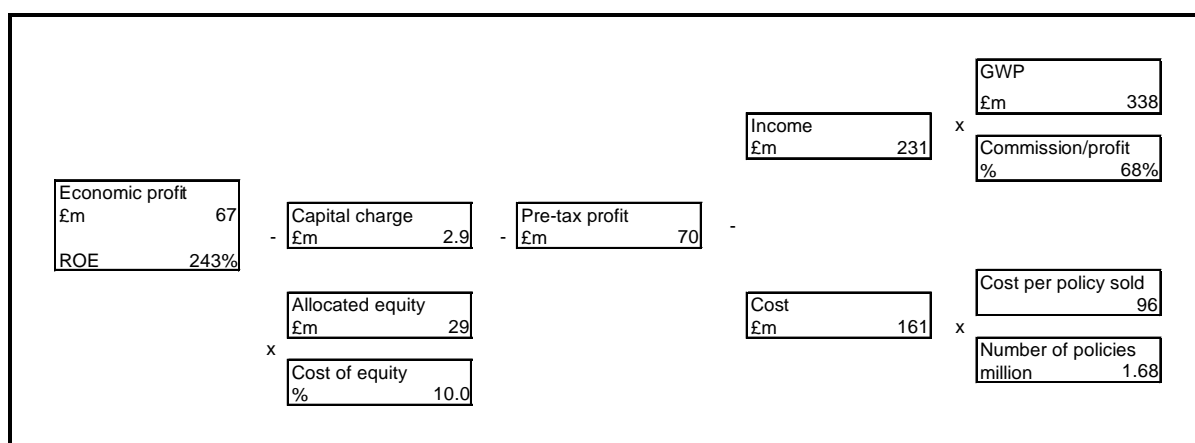 GWP
£m 338
x
Commission/profit
% 68%
Income
£m 231
Economic profit
£m 67
ROE 243%
-
Capital charge
£m 2.9
-
Pre-tax profit
£m 70
-
Allocated equity
£m 29
x
Cost of equity
% 10.0
Cost
£m 161
x
Cost per policy sold
96
Number of policies
million 1.68